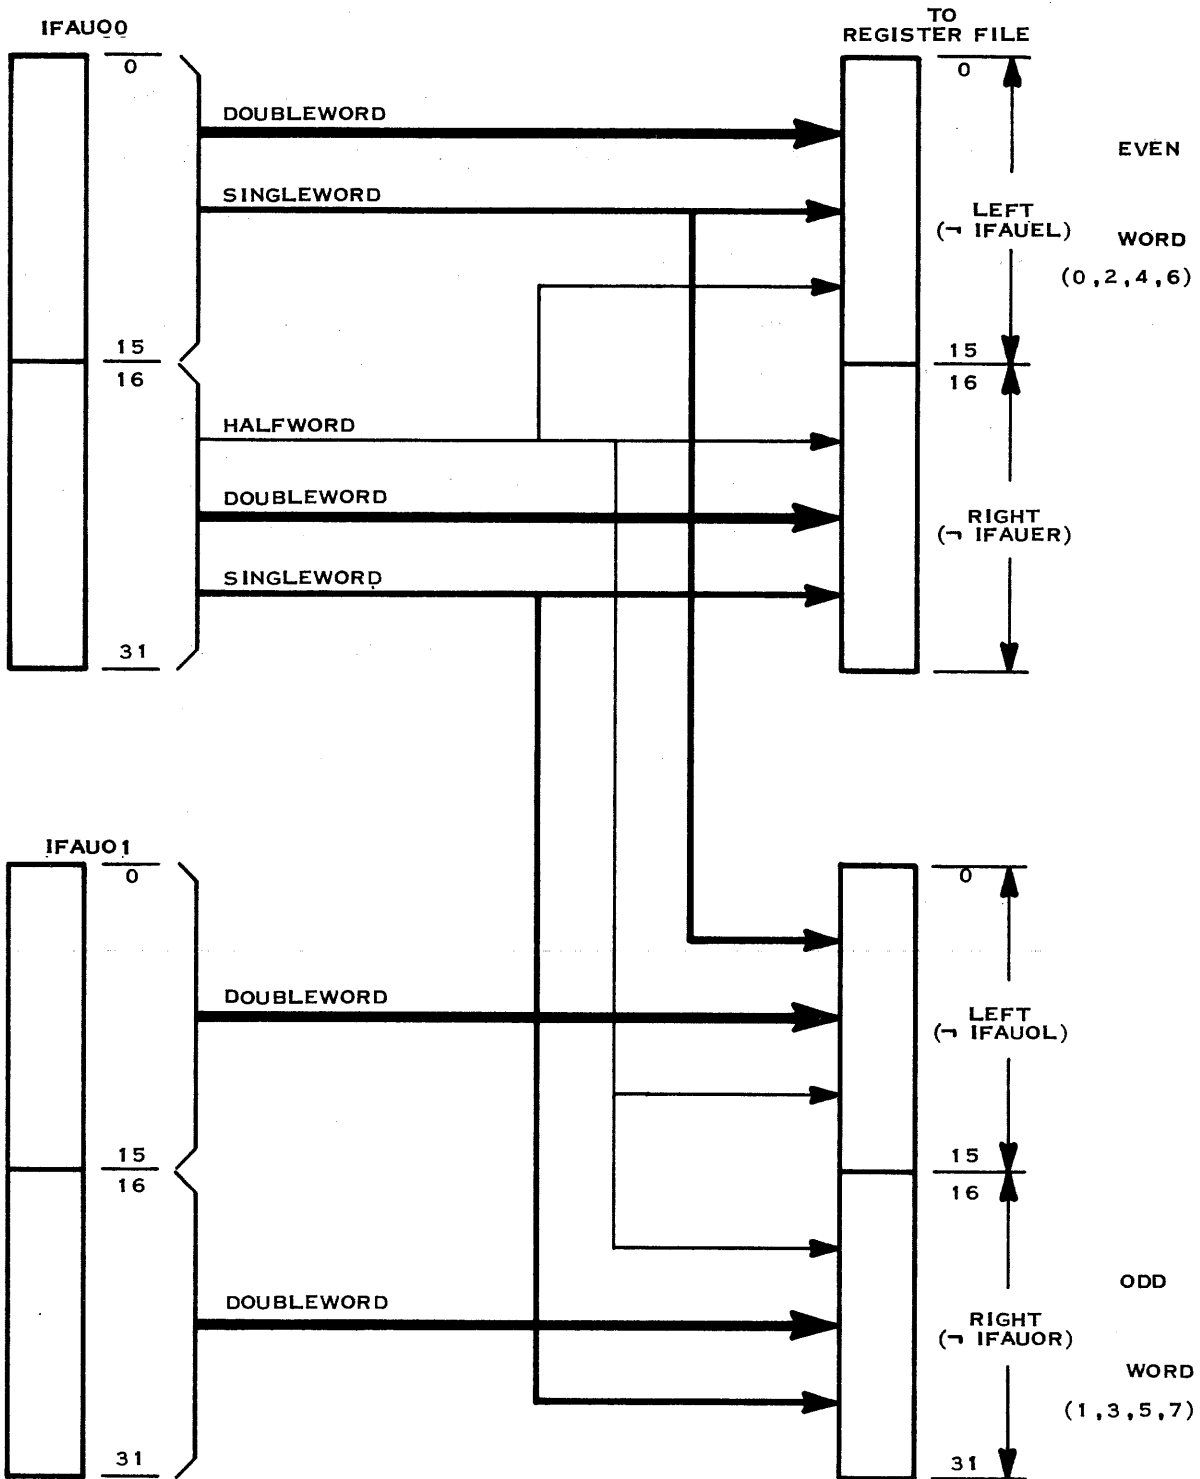 IFAUO0
TO
REGISTER FILE
0
0
DOUBLEWORD
EVEN
SINGLEWORD
LEFT
(¬ IFAUEL)
WORD
(0,2,4,6)
15
15
16
16
HALFWORD
DOUBLEWORD
RIGHT
(¬ IFAUER)
SINGLEWORD
31
IFAUO1
0
0
DOUBLEWORD
LEFT
(¬ IFAUOL)
15
15
16
16
ODD
DOUBLEWORD
RIGHT
(¬ IFAUOR)
WORD
(1,3,5,7)
31
31